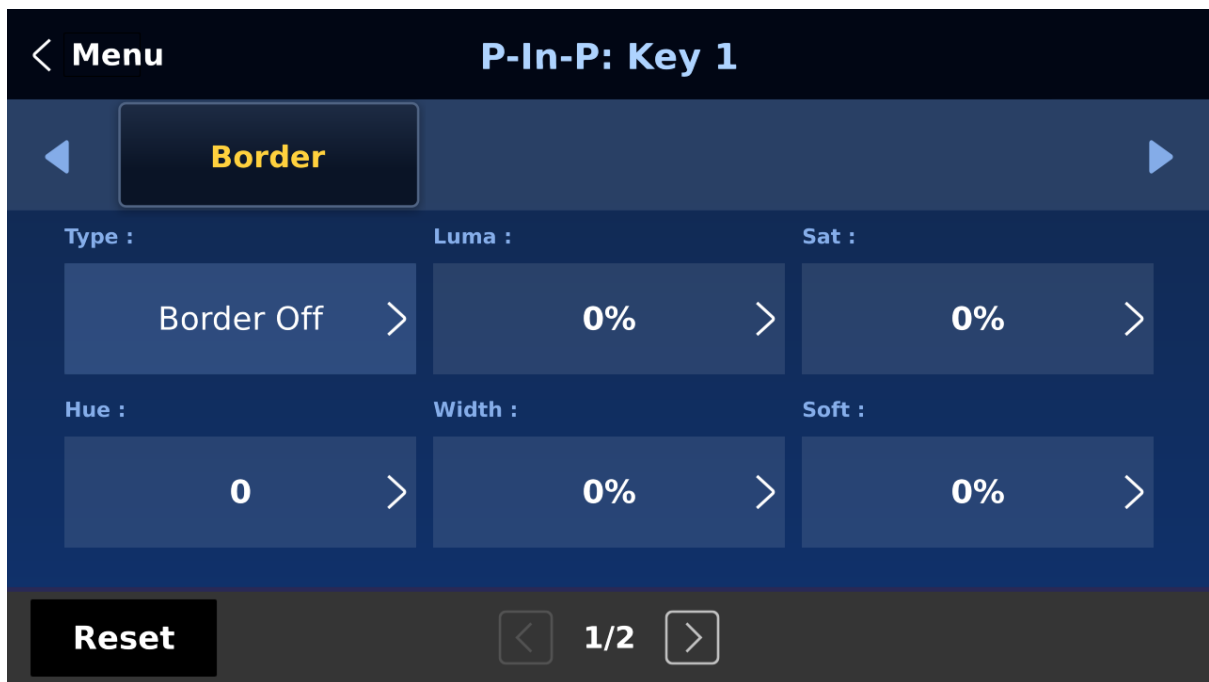 Menu
P-In-P: Key 1
Border
Type :
Luma :
Sat :
Border Off
0%
0%
Hue :
Width :
Soft :
0
0%
0%
Reset
1/2